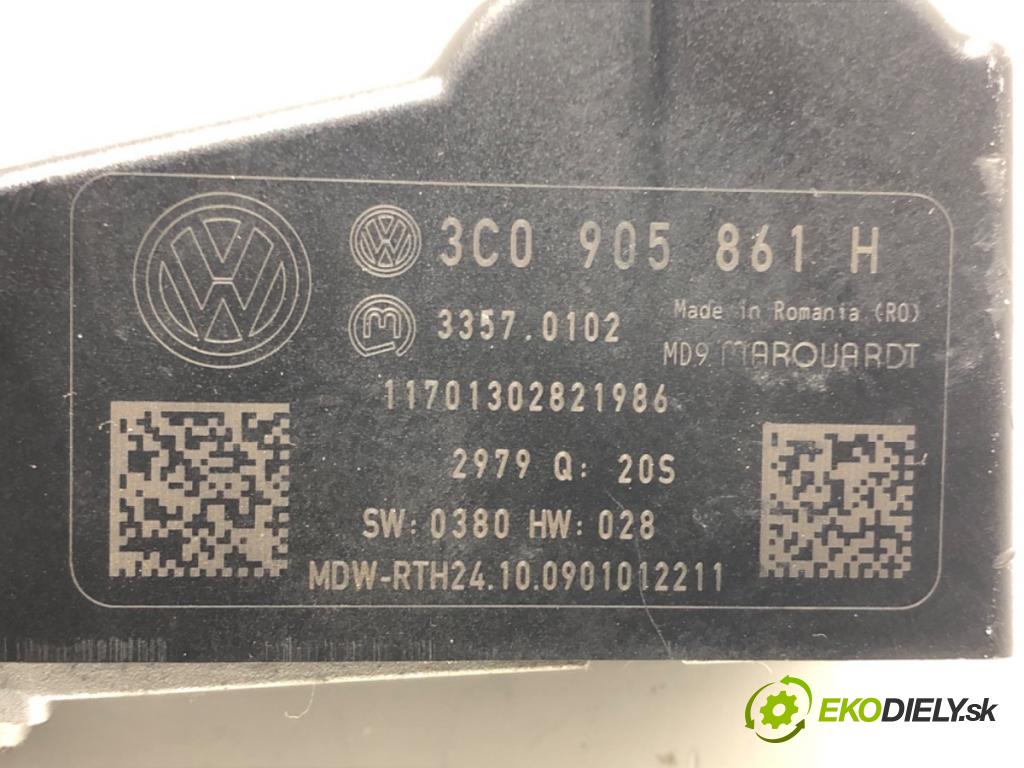 3C0 905 861 H
3357.0102
Made in Romania (RO)
MD9 MARQUARDT
11701302821986
2979 Q: 20S
SW: 0380 HW: 028
MDW-RTH24.10.0901012211
EKODIELY.sk